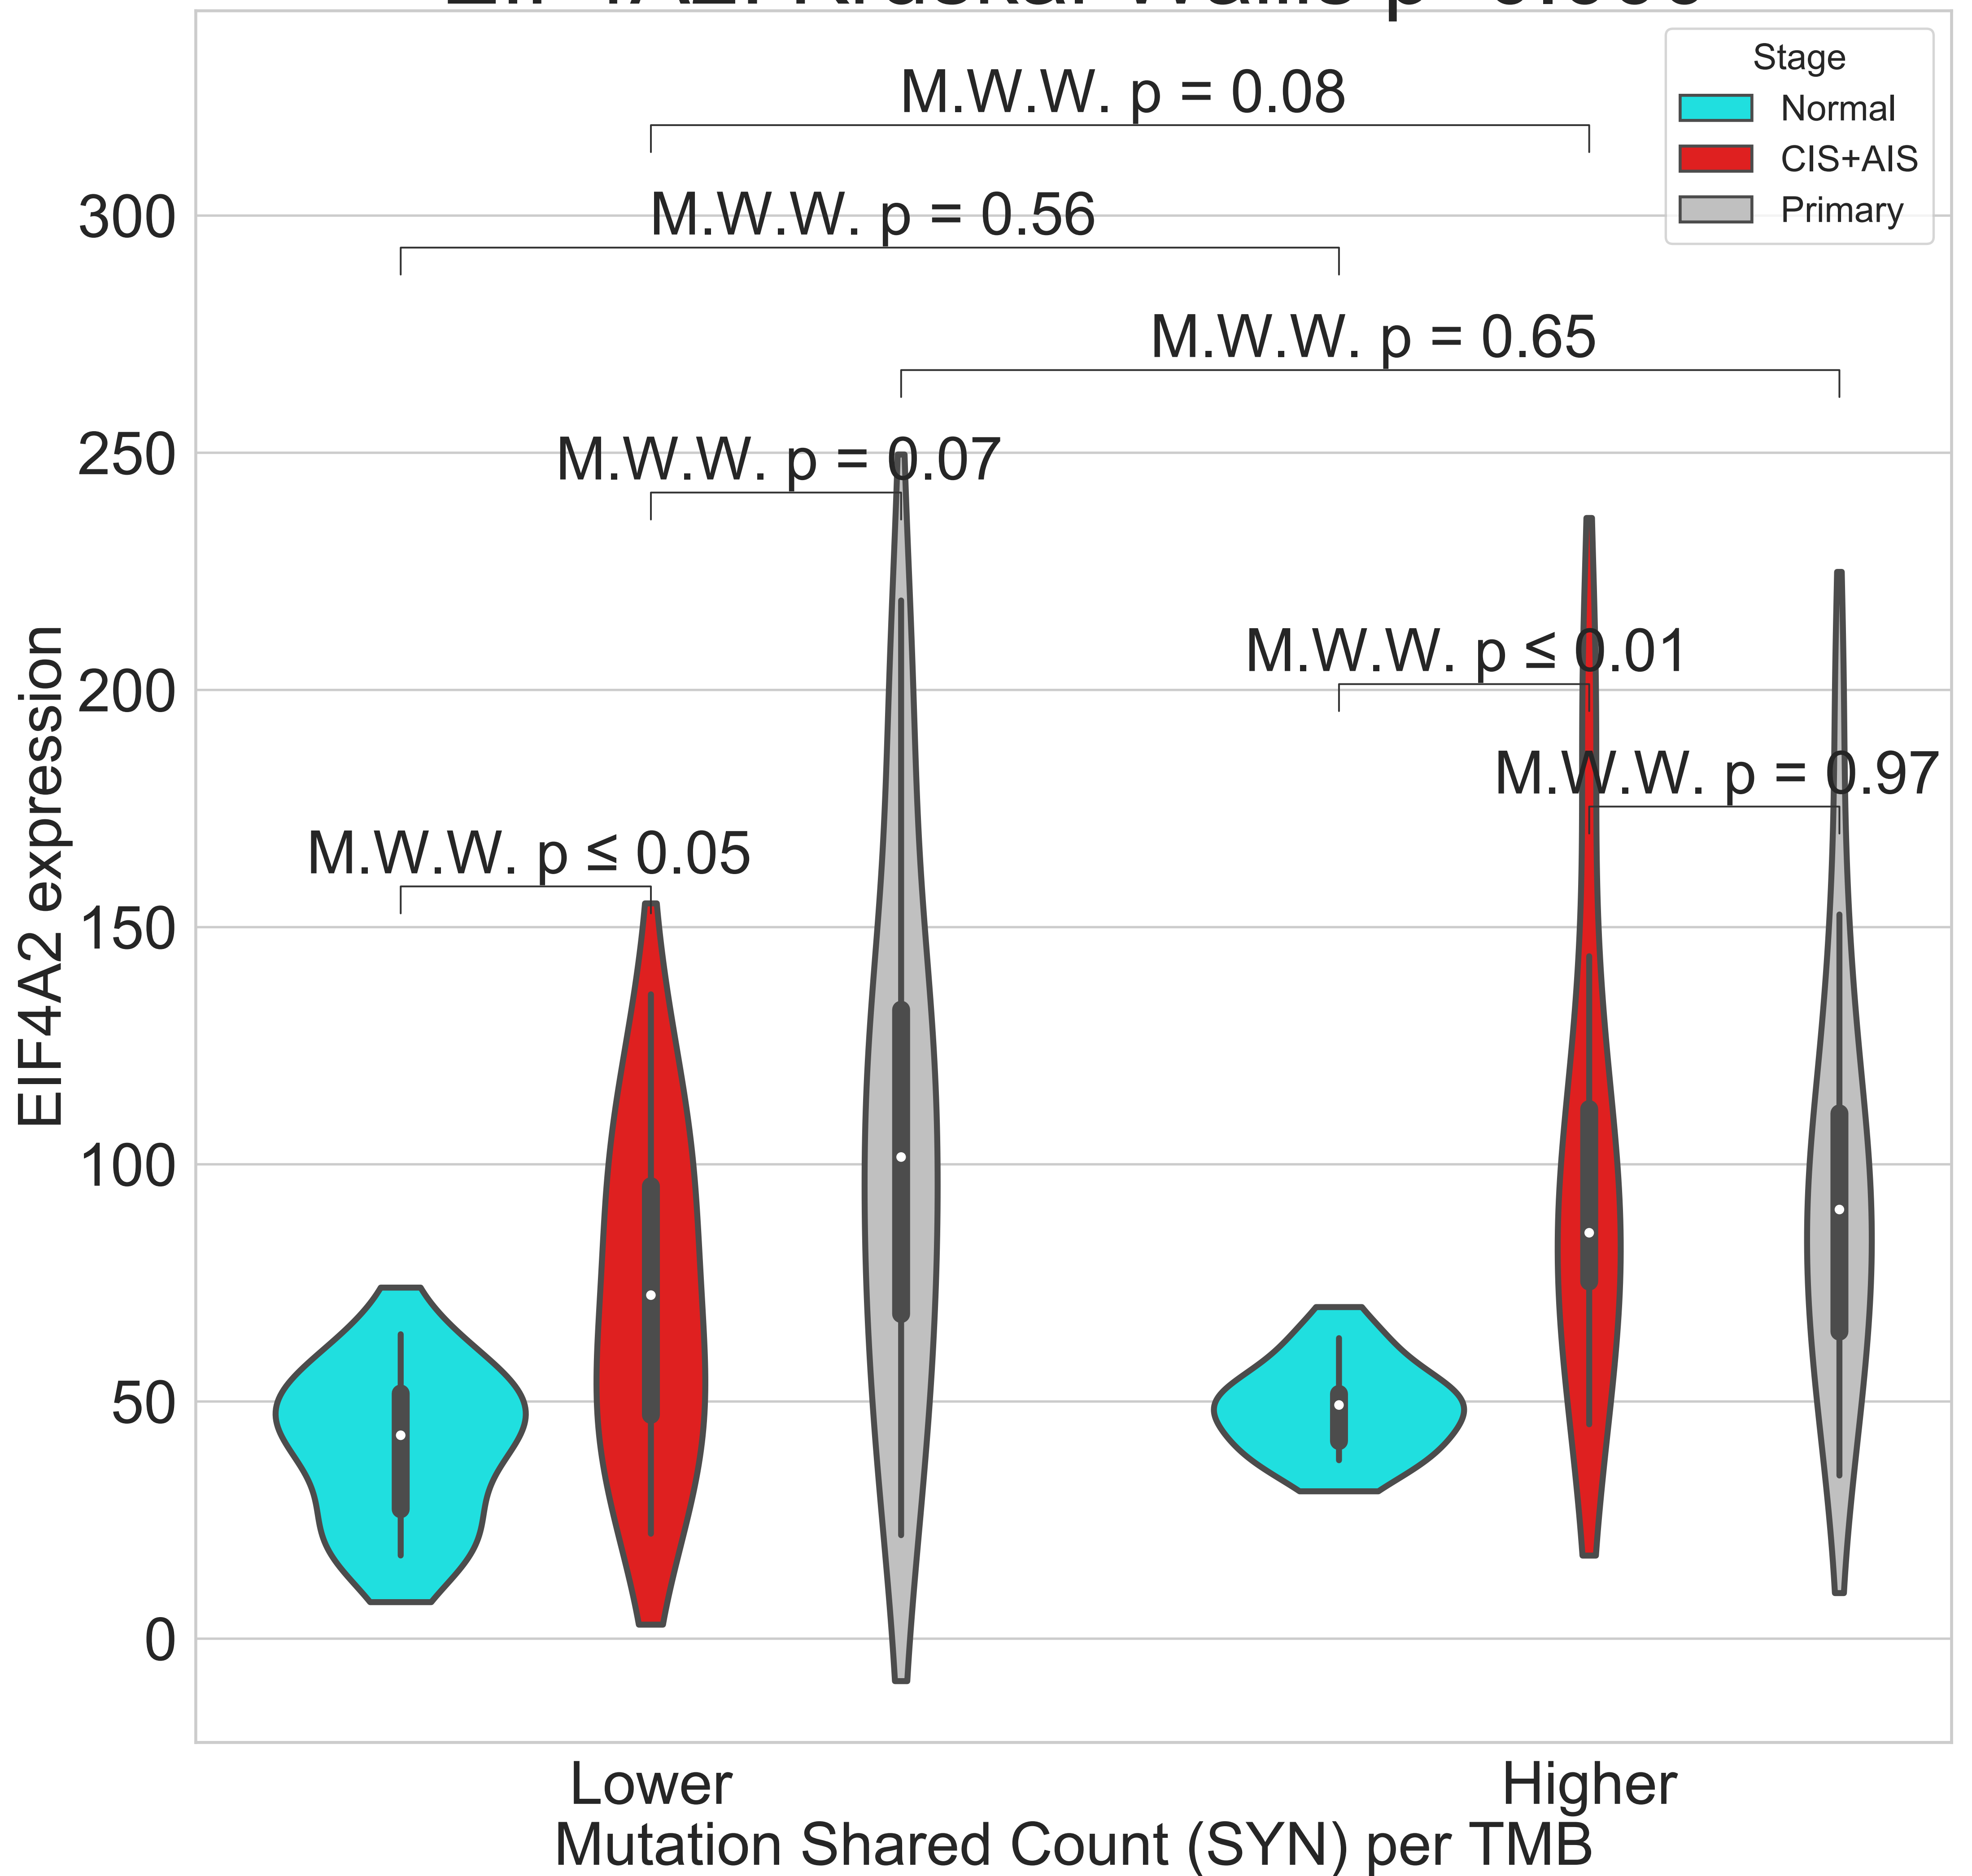 Stage
Normal
CIS+AIS
Primary
M.W.W. p = 0.08
M.W.W. p = 0.56
M.W.W. p = 0.65
M.W.W. p = 0.07
M.W.W. p ≤ 0.01
M.W.W. p = 0.97
M.W.W. p ≤ 0.05
EIF4A2 expression
300
250
200
150
100
50
0
Lower
Higher
Mutation Shared Count (SYN) per TMB